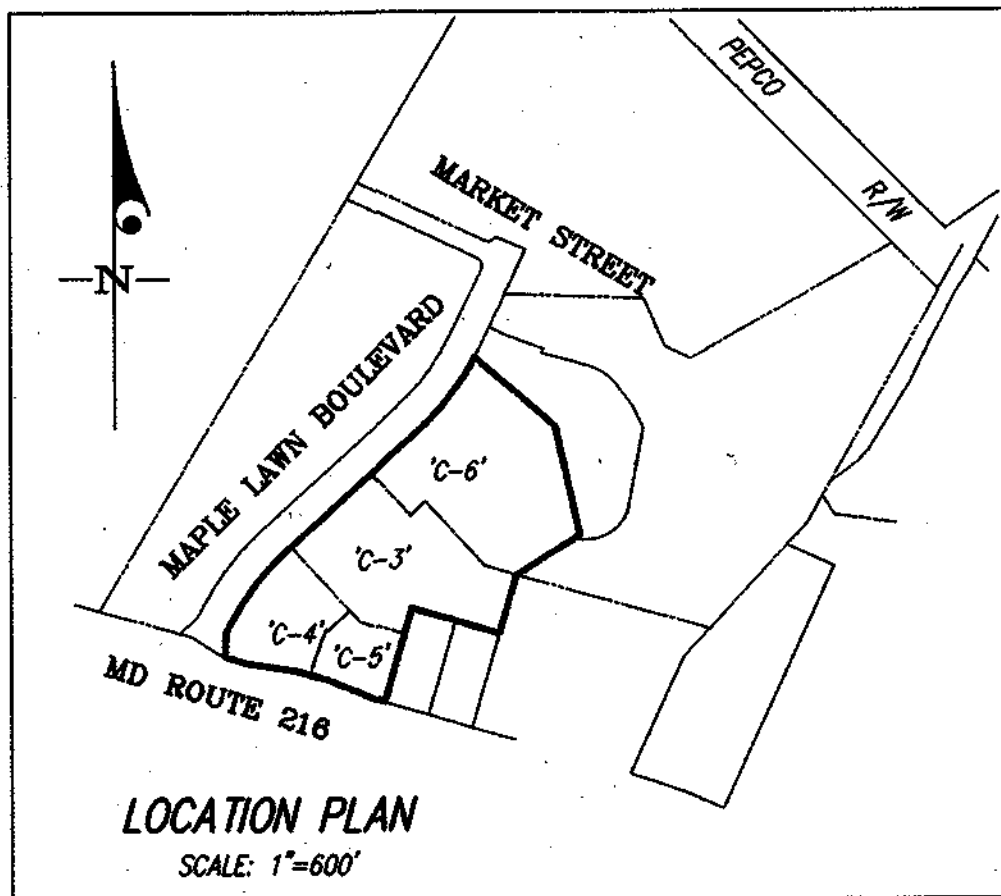 PEPCO
R/W
MARKET STREET
N
MAPLE LAWN BOULEVARD
'C-6'
'C-3'
'C-4'
'C-5'
MD ROUTE 216
LOCATION PLAN
SCALE: 1"=600'